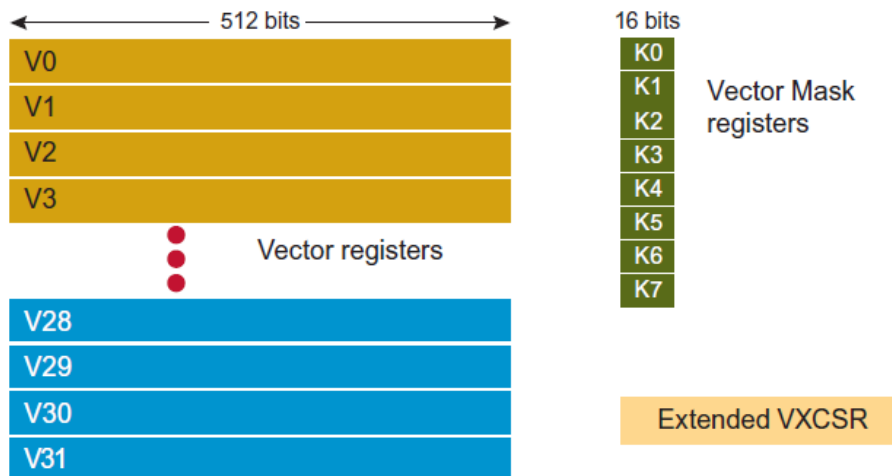 512 bits
16 bits
V0
V1
V2
V3
Vector registers
V28
V29
V30
V31
K0
K1
K2
K3
K4
K5
K6
K7
Vector Mask
registers
Extended VXCSR